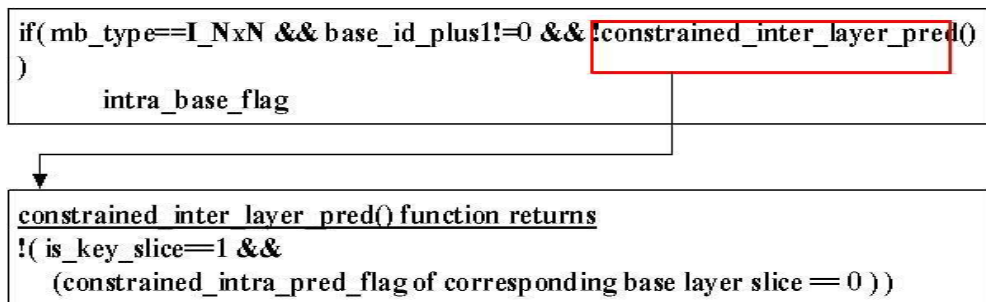 if( mb_type==I_NxN && base_id_plus1!=0 && !constrained_inter_layer_pred()
)
intra_base_flag
constrained_inter_layer_pred() function returns
!( is_key_slice==1 &&
(constrained_intra_pred_flag of corresponding base layer slice == 0 ) )